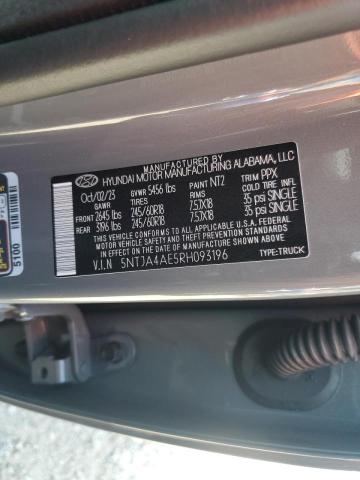 MANUFACTURED BY
HYUNDAI MOTOR MANUFACTURING ALABAMA, LLC
Oct/02/23 GVWR 5456 lbs PAINT NT2 TRIM PPX
GAWR TIRES RIMS COLD TIRE INFL
FRONT 2645 lbs 245/60R18 7.5JX18 35 psi SINGLE
REAR 3196 lbs 245/60R18 7.5JX18 35 psi SINGLE
THIS VEHICLE CONFORMS TO ALL APPLICABLE U.S.A. FEDERAL
MOTOR VEHICLE SAFETY AND THEFT PREVENTION STANDARDS
IN EFFECT ON THE DATE OF MANUFACTURE SHOWN ABOVE.
V.I.N 5NTJA4AE5RH093196 TYPE:TRUCK
5100